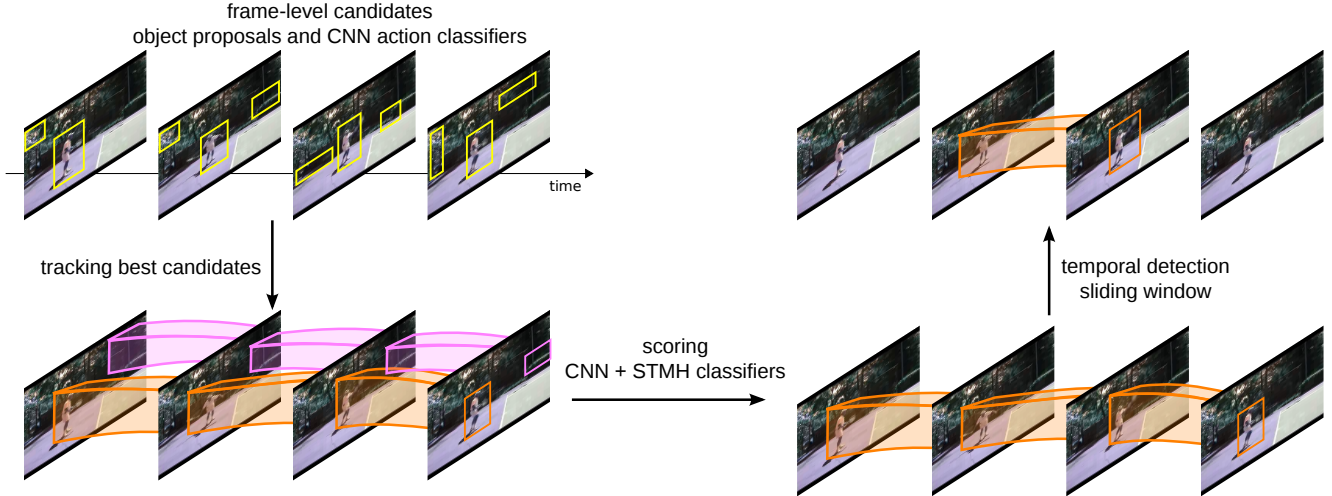 frame-level candidates
object proposals and CNN action classifiers
time
tracking best candidates
scoring
CNN + STMH classifiers
temporal detection
sliding window